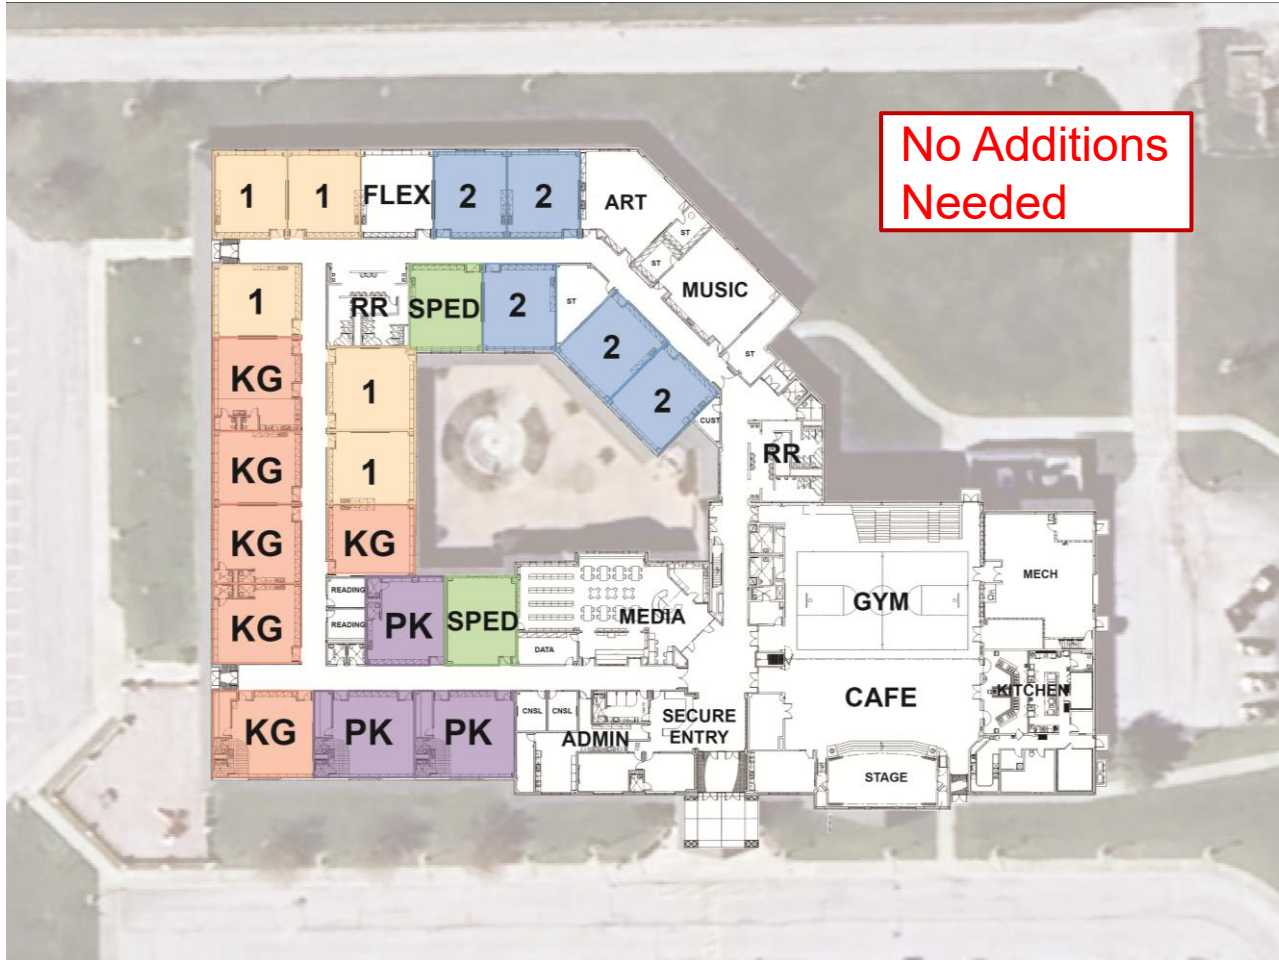 No Additions
Needed
1
1
FLEX
2
2
ART
ST
ST
MUSIC
1
RR
SPED
2
ST
2
ST
KG
1
2
CUST
KG
1
RR
KG
KG
MECH
READING
GYM
KG
READING
PK
SPED
MEDIA
DATA
KITCHEN
CAFE
KG
PK
PK
CNSL
CNSL
ADMIN
SECURE
ENTRY
STAGE